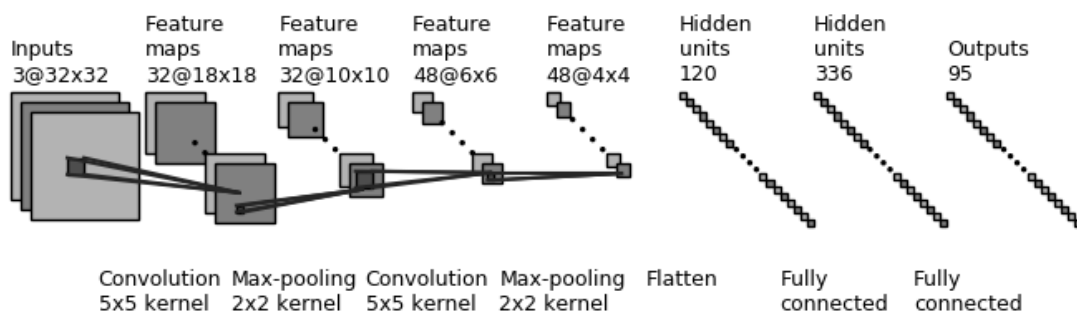 Inputs
3@32x32
Feature
maps
32@18x18
Feature
maps
32@10x10
Feature
maps
48@6x6
Feature
maps
48@4x4
Hidden
units
120
Hidden
units
336
Outputs
95
Convolution
5x5 kernel
Max-pooling
2x2 kernel
Convolution
5x5 kernel
Max-pooling
2x2 kernel
Flatten
Fully
connected
Fully
connected